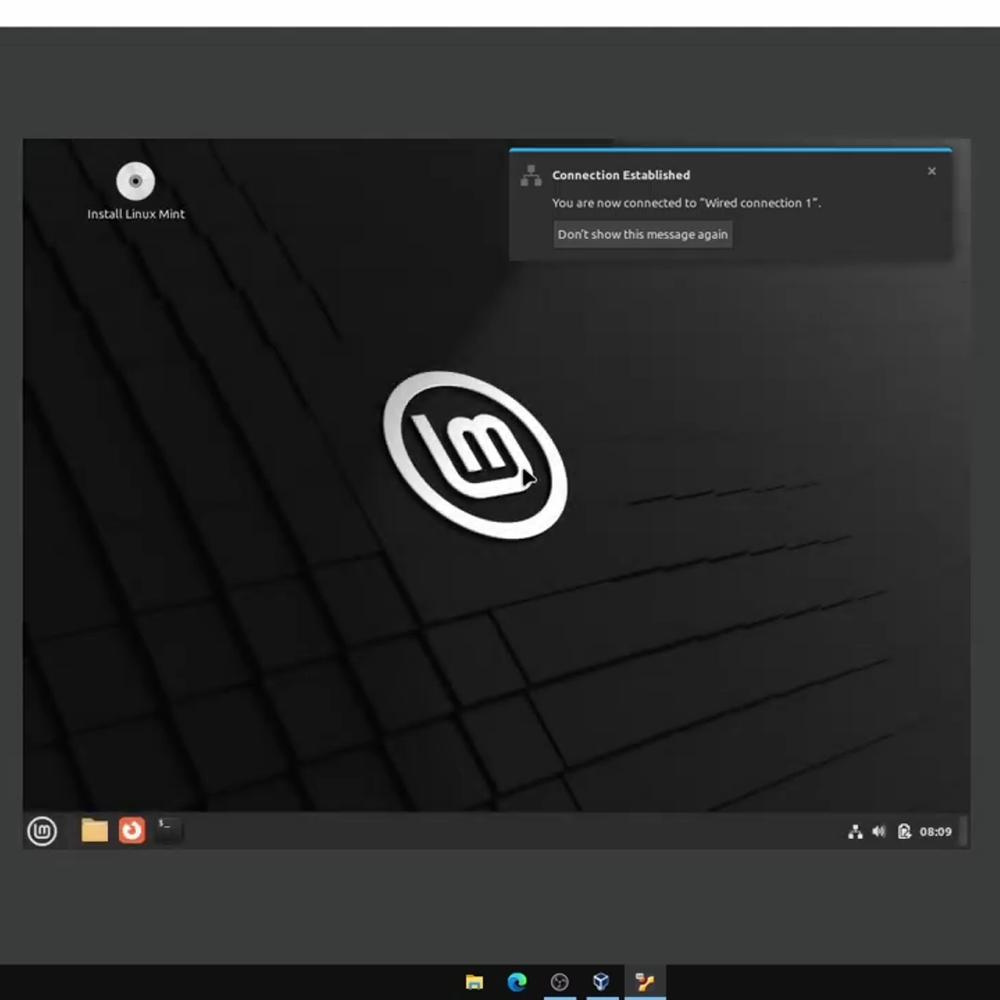 Connection Established
You are now connected to “Wired connection 1”.
Don't show this message again
Install Linux Mint
lm
08:09